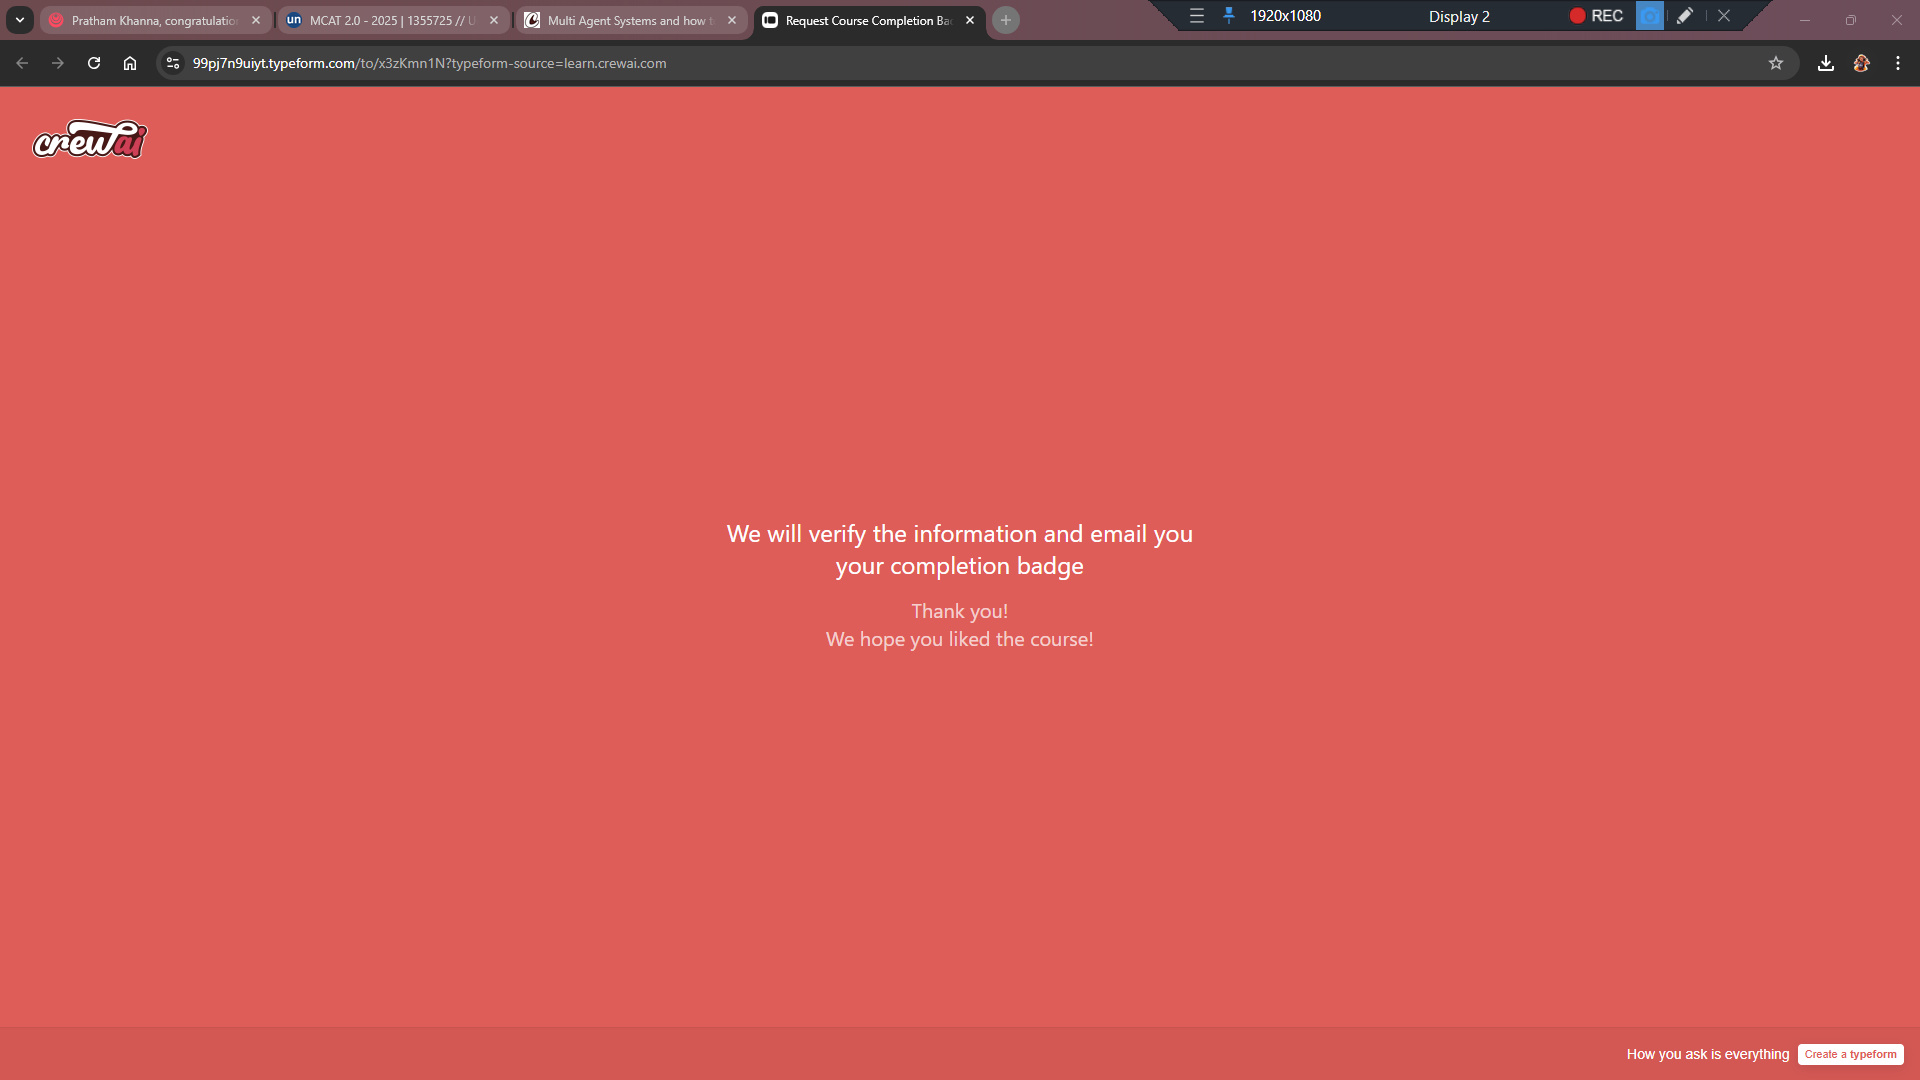 Pratham Khanna, congratulatio
un
MCAT 2.0 - 2025 | 1355725 // U
Multi Agent Systems and how t
Request Course Completion Ba
1920x1080
Display 2
REC
99pj7n9uiyt.typeform.com/to/x3zKmn1N?typeform-source=learn.crewai.com
crewai
We will verify the information and email you
your completion badge
Thank you!
We hope you liked the course!
How you ask is everything
Create a typeform